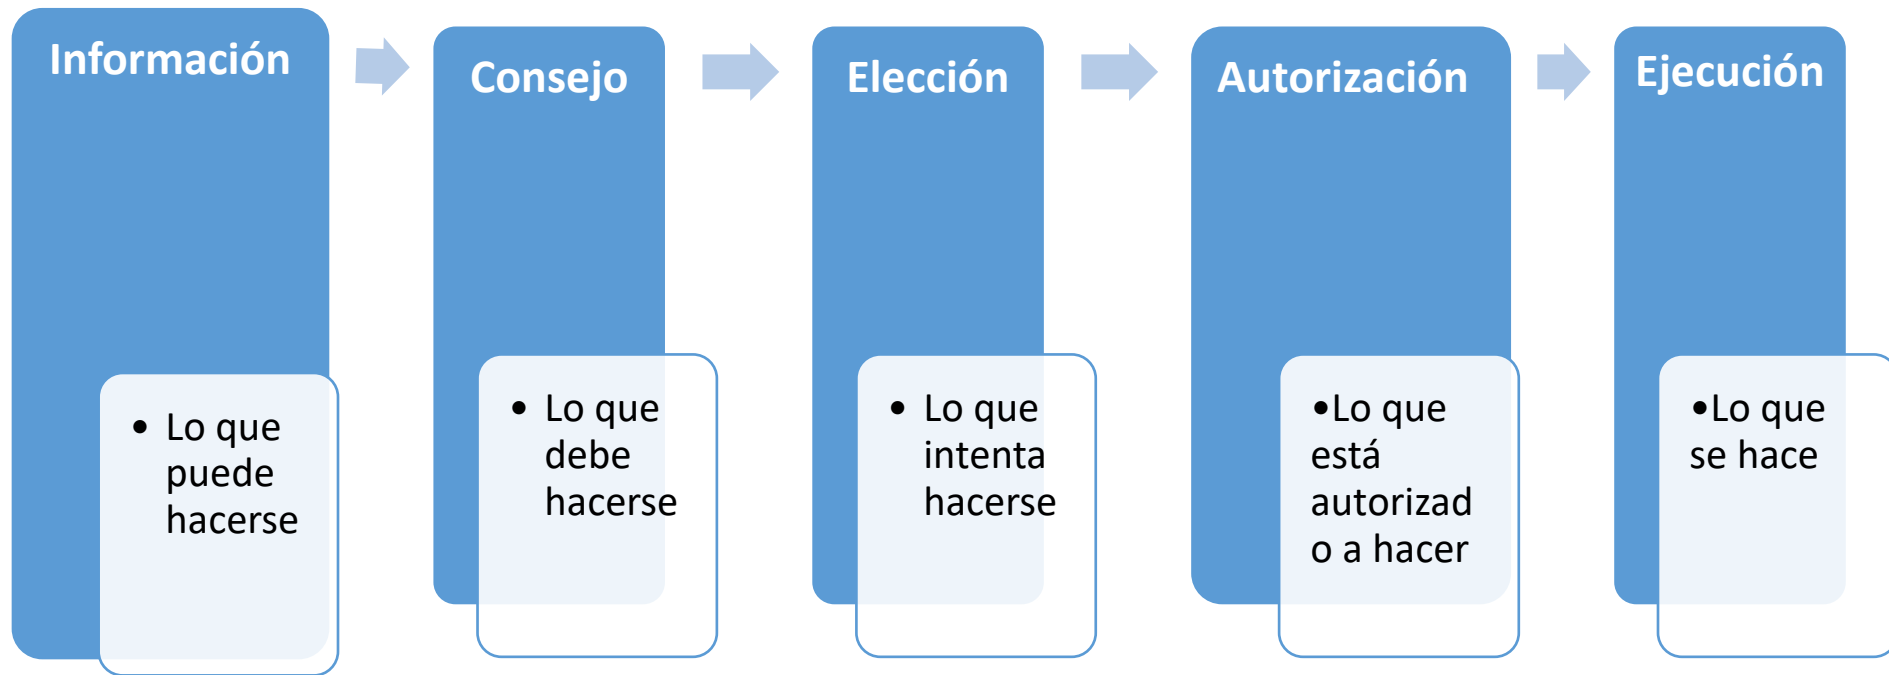 Información
Consejo
Elección
Autorización
Ejecución
• Lo que
puede
hacerse
• Lo que
debe
hacerse
• Lo que
intenta
hacerse
•Lo que
está
autorizad
o a hacer
•Lo que
se hace